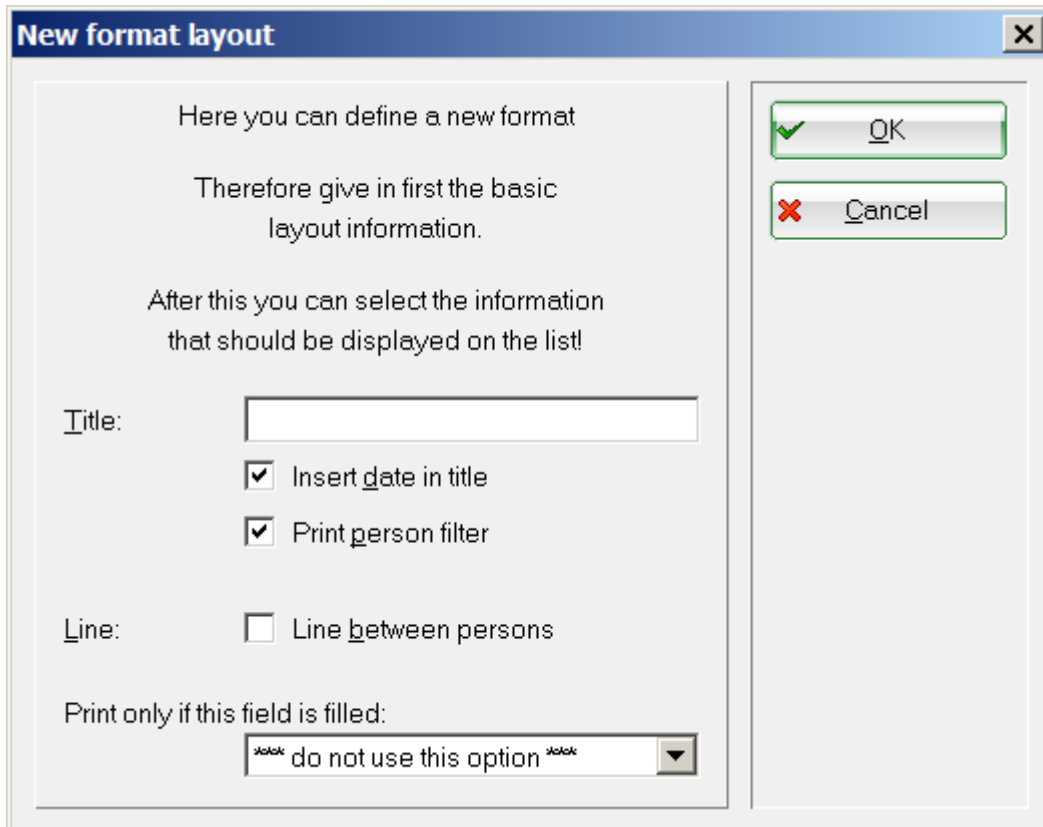 New format layout
Here you can define a new format
Therefore give in first the basic
layout information.
After this you can select the information
that should be displayed on the list!
Title:
Insert date in title
Print person filter
Line:
Line between persons
Print only if this field is filled:
*** do not use this option ***
OK
Cancel